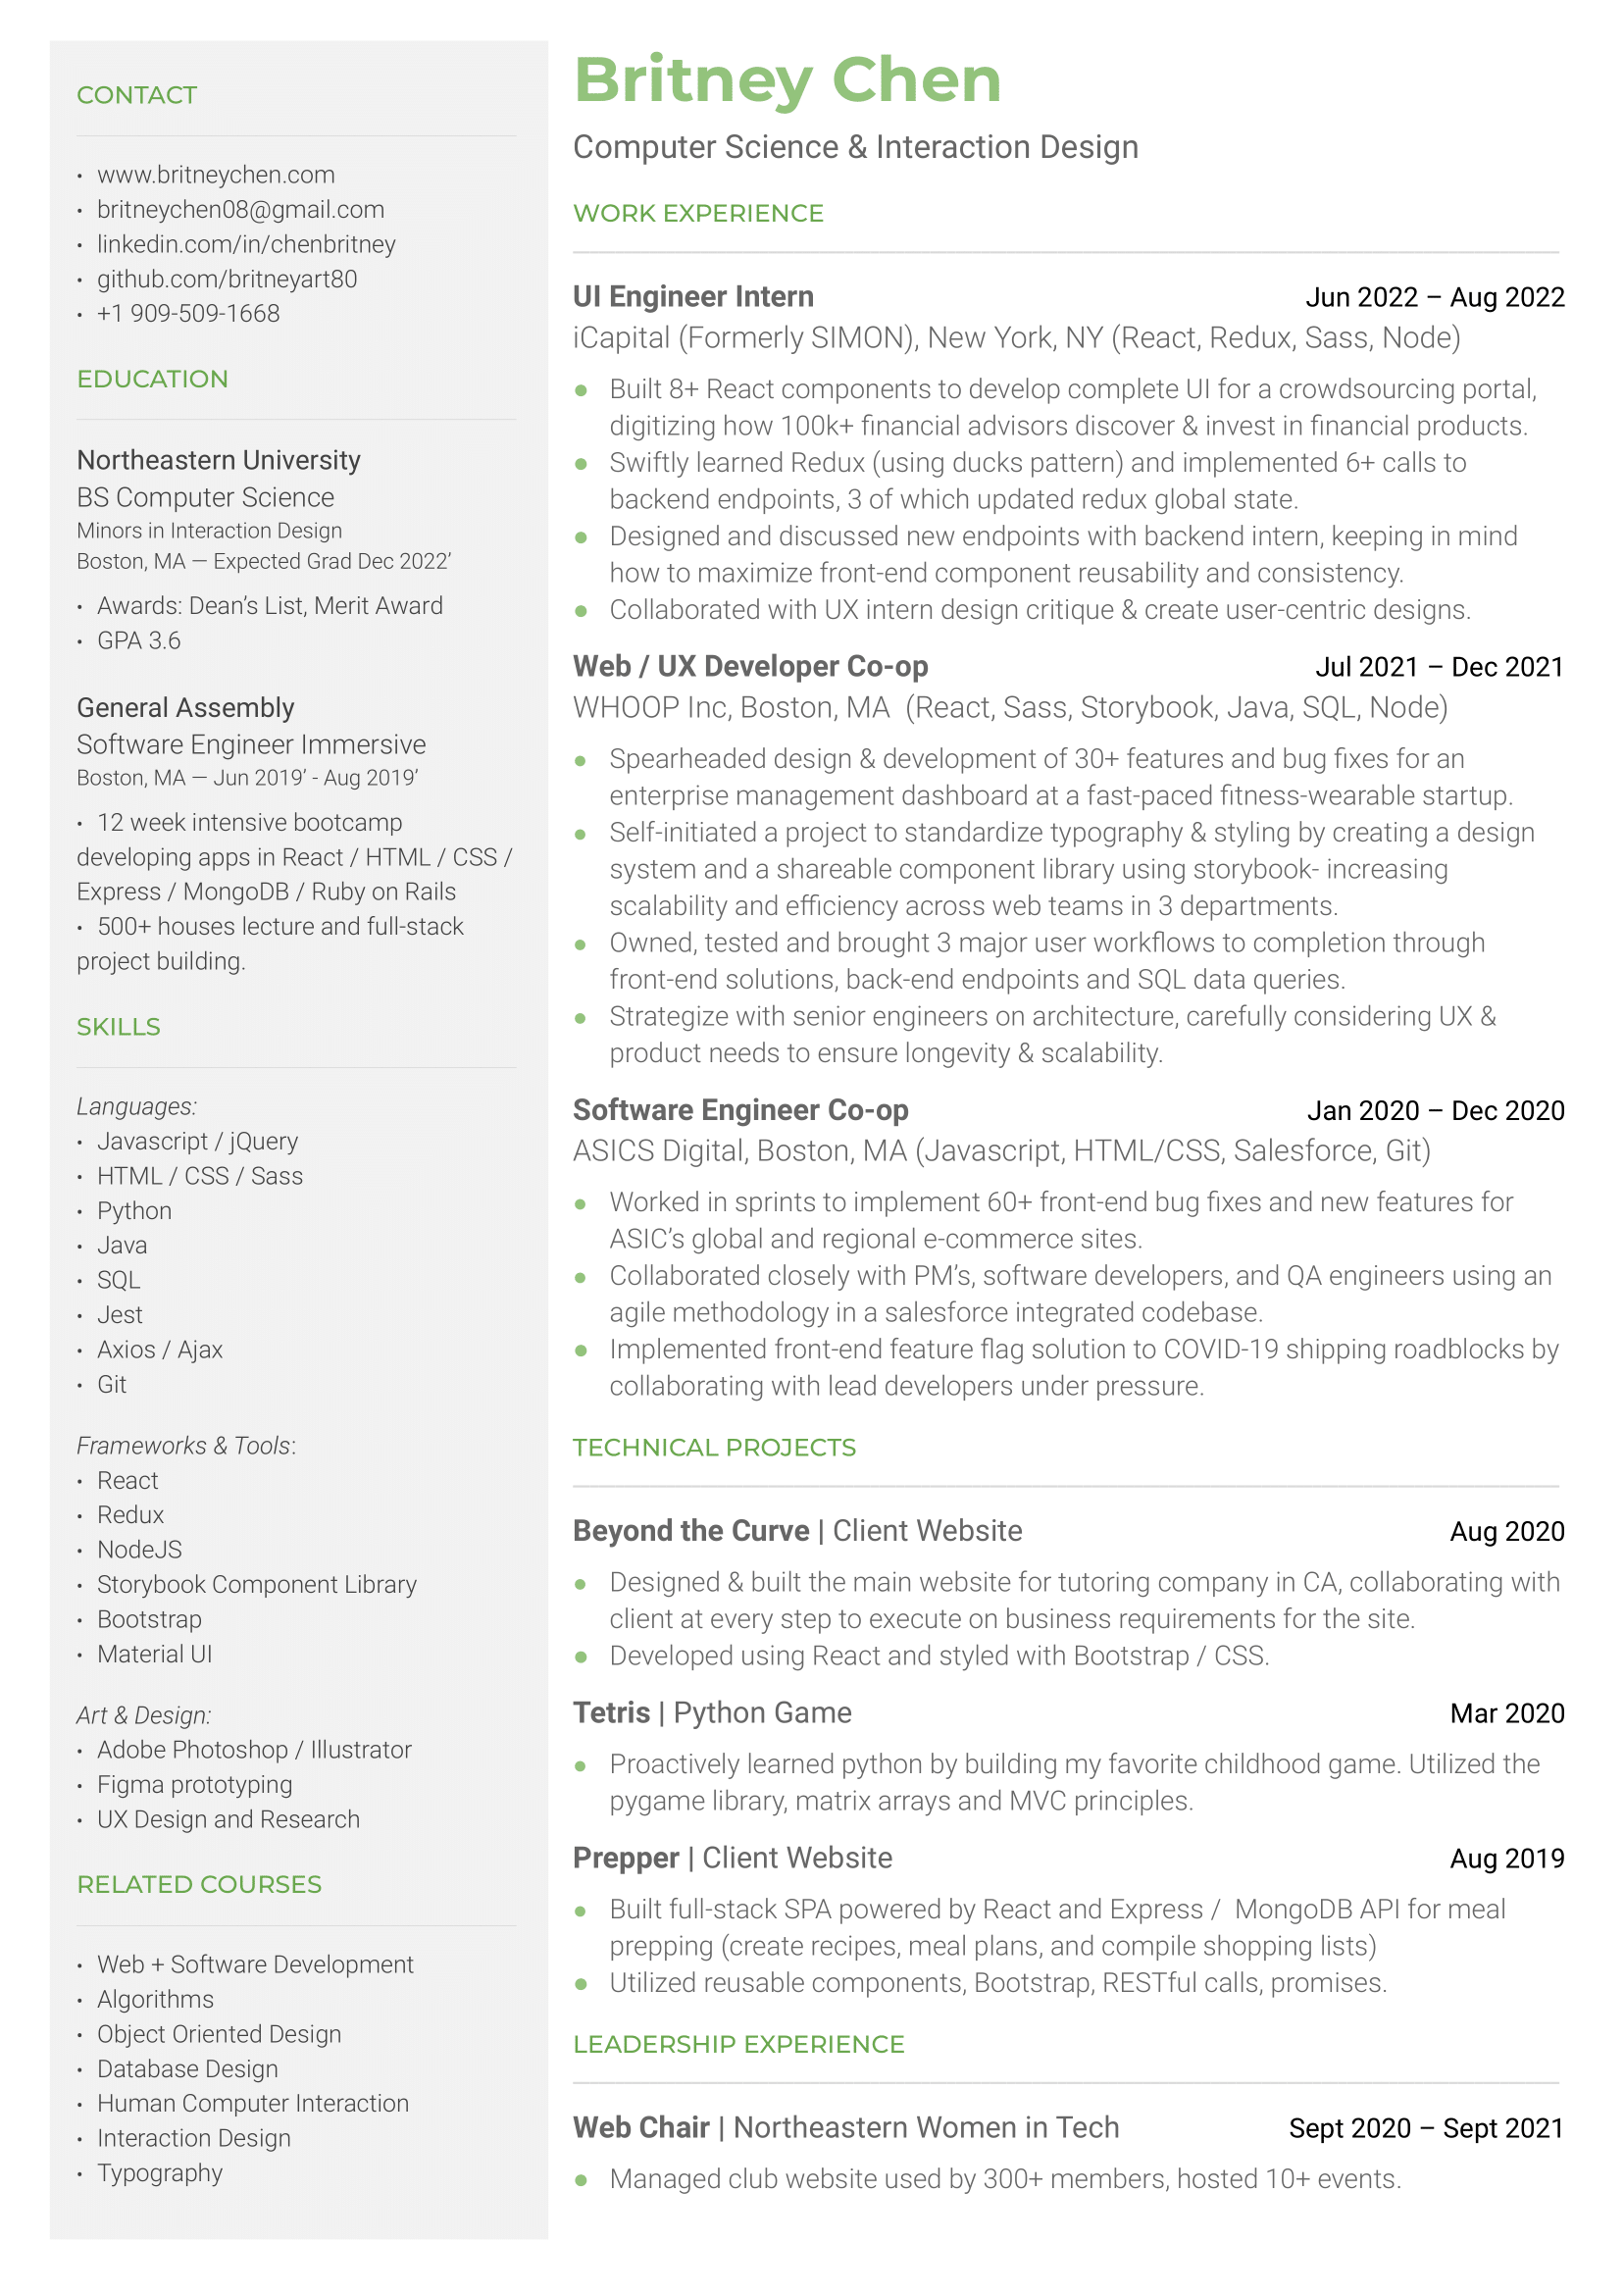 CONTACT
• www.britneychen.com
• britneychen08@gmail.com
• linkedin.com/in/chenbritney
• github.com/britneyart80
• +1 909-509-1668
EDUCATION
Northeastern University
BS Computer Science
Minors in Interaction Design
Boston, MA — Expected Grad Dec 2022’
• Awards: Dean’s List, Merit Award
• GPA 3.6
General Assembly
Software Engineer Immersive
Boston, MA — Jun 2019’ - Aug 2019’
• 12 week intensive bootcamp
developing apps in React / HTML / CSS /
Express / MongoDB / Ruby on Rails
• 500+ houses lecture and full-stack
project building.
SKILLS
Languages:
• Javascript / jQuery
• HTML / CSS / Sass
• Python
• Java
• SQL
• Jest
• Axios / Ajax
• Git
Frameworks & Tools:
• React
• Redux
• NodeJS
• Storybook Component Library
• Bootstrap
• Material UI
Art & Design:
• Adobe Photoshop / Illustrator
• Figma prototyping
• UX Design and Research
RELATED COURSES
• Web + Software Development
• Algorithms
• Object Oriented Design
• Database Design
• Human Computer Interaction
• Interaction Design
• Typography
Britney Chen
Computer Science & Interaction Design
WORK EXPERIENCE
UI Engineer Intern Jun 2022 – Aug 2022
iCapital (Formerly SIMON), New York, NY (React, Redux, Sass, Node)
● Built 8+ React components to develop complete UI for a crowdsourcing portal,
digitizing how 100k+ financial advisors discover & invest in financial products.
● Swiftly learned Redux (using ducks pattern) and implemented 6+ calls to
backend endpoints, 3 of which updated redux global state.
● Designed and discussed new endpoints with backend intern, keeping in mind
how to maximize front-end component reusability and consistency.
● Collaborated with UX intern design critique & create user-centric designs.
Web / UX Developer Co-op Jul 2021 – Dec 2021
WHOOP Inc, Boston, MA (React, Sass, Storybook, Java, SQL, Node)
● Spearheaded design & development of 30+ features and bug fixes for an
enterprise management dashboard at a fast-paced fitness-wearable startup.
● Self-initiated a project to standardize typography & styling by creating a design
system and a shareable component library using storybook- increasing
scalability and efficiency across web teams in 3 departments.
● Owned, tested and brought 3 major user workflows to completion through
front-end solutions, back-end endpoints and SQL data queries.
● Strategize with senior engineers on architecture, carefully considering UX &
product needs to ensure longevity & scalability.
Software Engineer Co-op Jan 2020 – Dec 2020
ASICS Digital, Boston, MA (Javascript, HTML/CSS, Salesforce, Git)
● Worked in sprints to implement 60+ front-end bug fixes and new features for
ASIC’s global and regional e-commerce sites.
● Collaborated closely with PM’s, software developers, and QA engineers using an
agile methodology in a salesforce integrated codebase.
● Implemented front-end feature flag solution to COVID-19 shipping roadblocks by
collaborating with lead developers under pressure.
TECHNICAL PROJECTS
Beyond the Curve | Client Website Aug 2020
● Designed & built the main website for tutoring company in CA, collaborating with
client at every step to execute on business requirements for the site.
● Developed using React and styled with Bootstrap / CSS.
Tetris | Python Game Mar 2020
● Proactively learned python by building my favorite childhood game. Utilized the
pygame library, matrix arrays and MVC principles.
Prepper | Client Website Aug 2019
● Built full-stack SPA powered by React and Express / MongoDB API for meal
prepping (create recipes, meal plans, and compile shopping lists)
● Utilized reusable components, Bootstrap, RESTful calls, promises.
LEADERSHIP EXPERIENCE
Web Chair | Northeastern Women in Tech Sept 2020 – Sept 2021
● Managed club website used by 300+ members, hosted 10+ events.